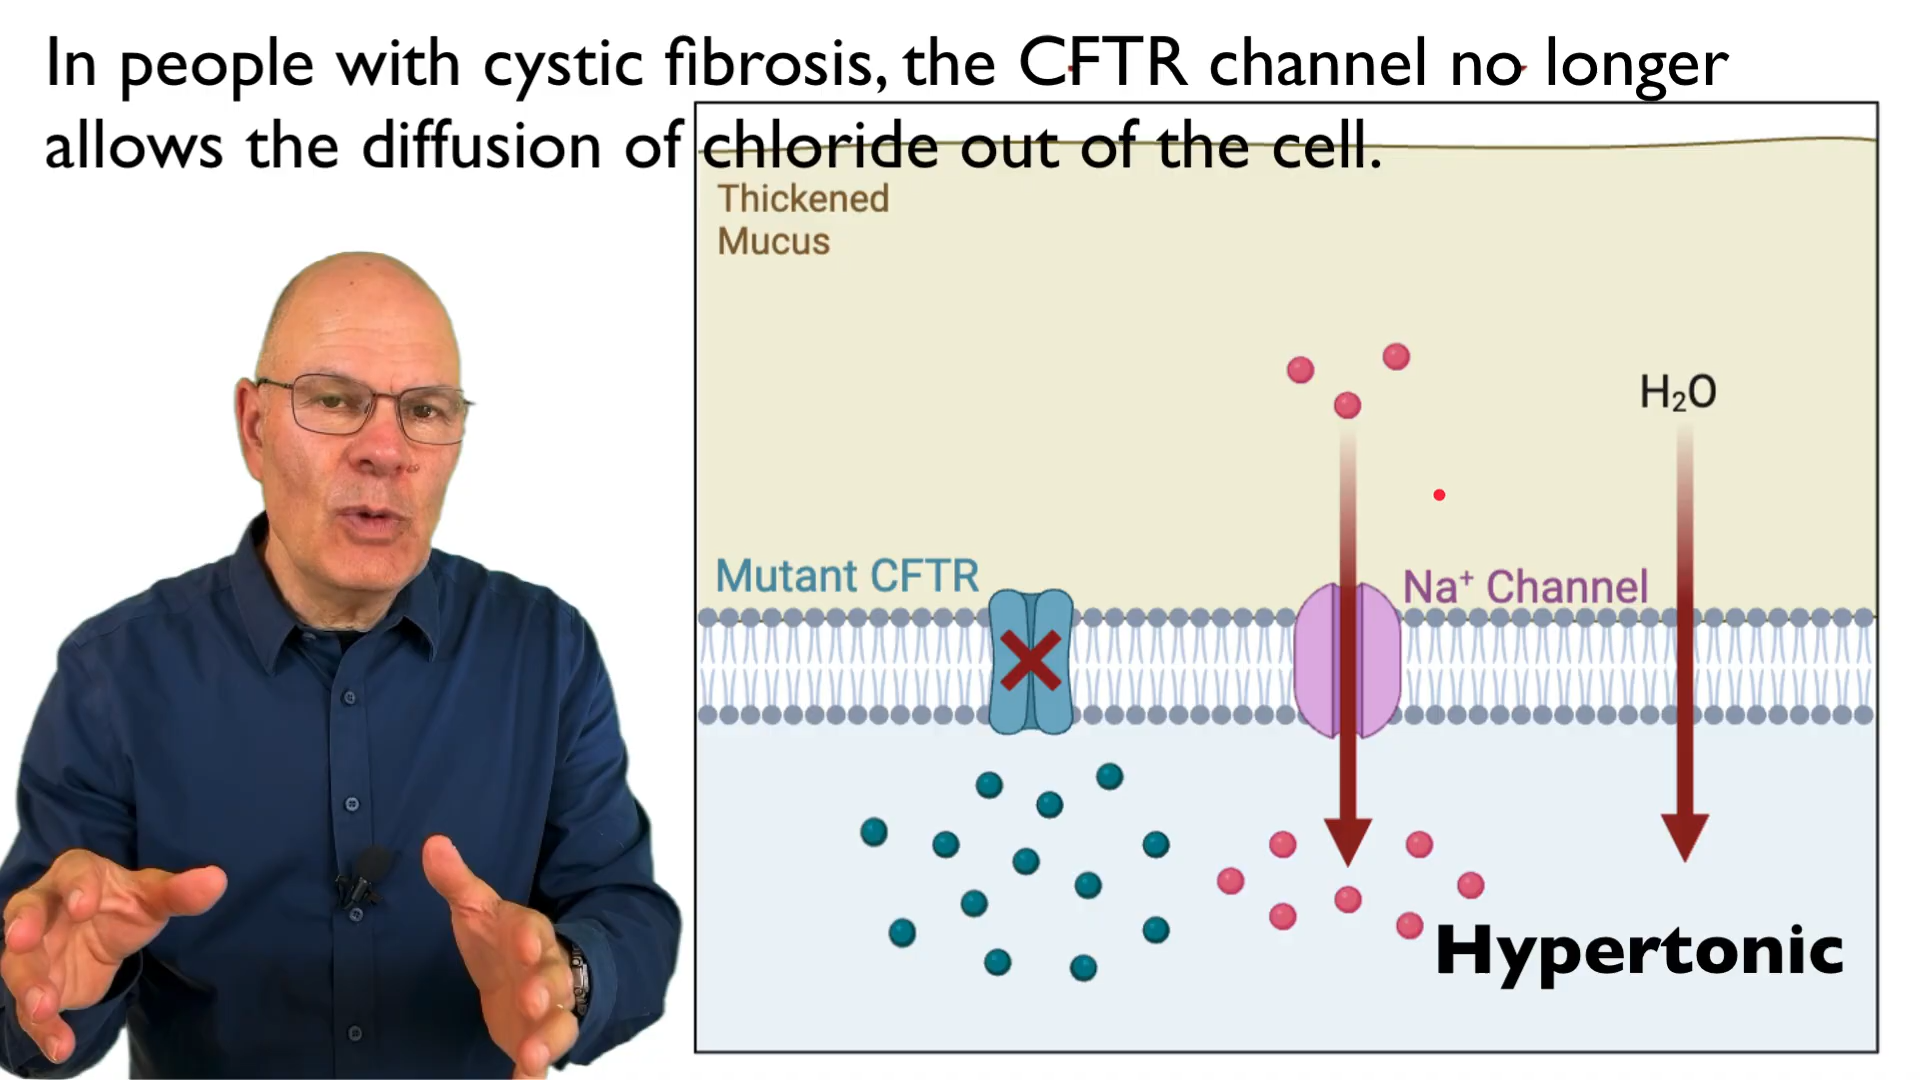 In people with cystic fibrosis, the CFTR channel no longer
allows the diffusion of chloride out of the cell.
Thickened
Mucus
H₂O
Mutant CFTR
Na⁺ Channel
Hypertonic